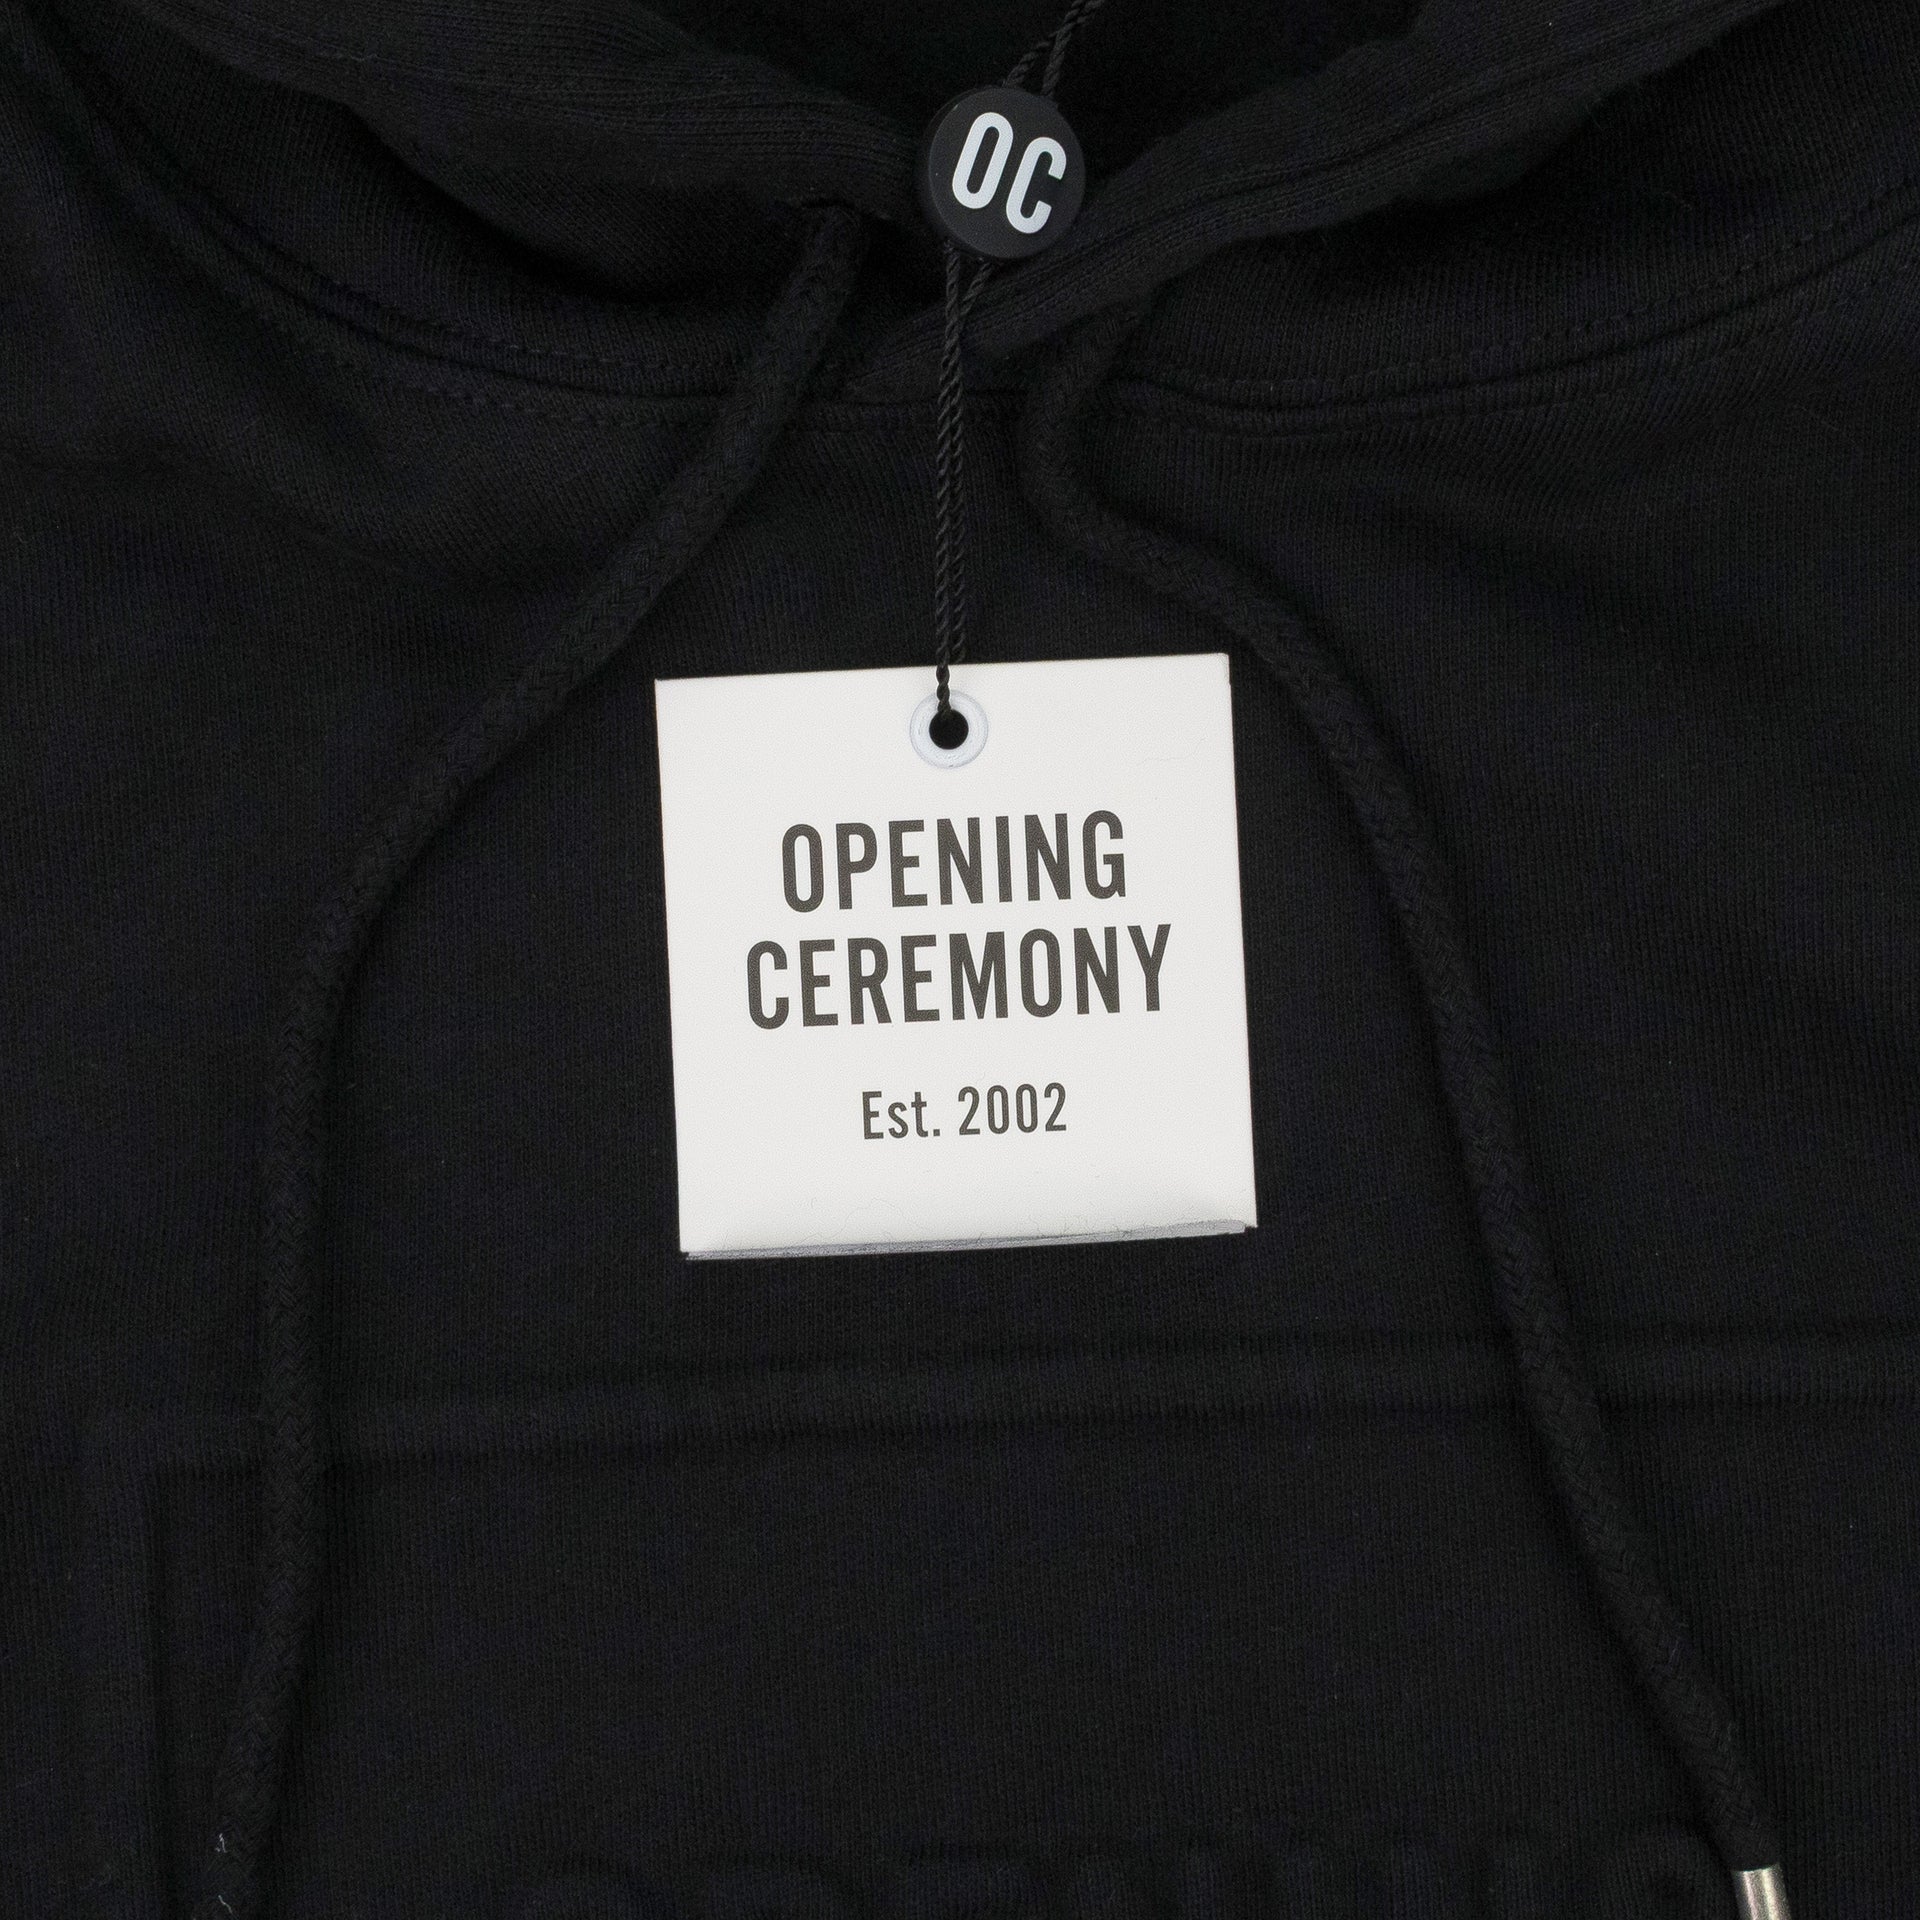 OC
OPENING
CEREMONY
Est. 2002